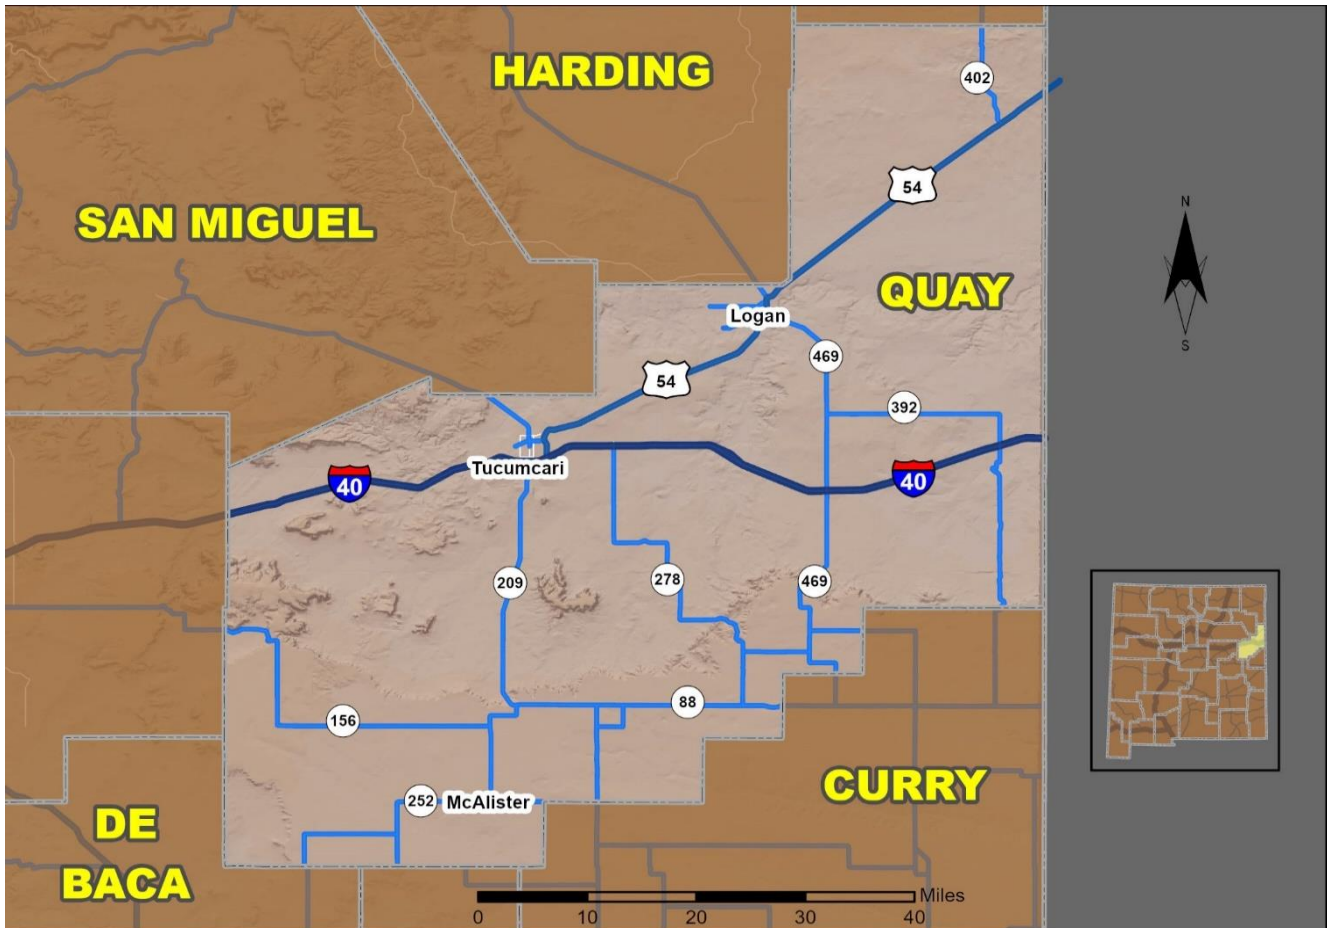 HARDING
402
54
N
SAN MIGUEL
QUAY
Logan
S
469
54
392
Tucumcari
40
40
209
278
469
88
156
CURRY
252
McAlister
DE
BACA
Miles
0 10 20 30 40